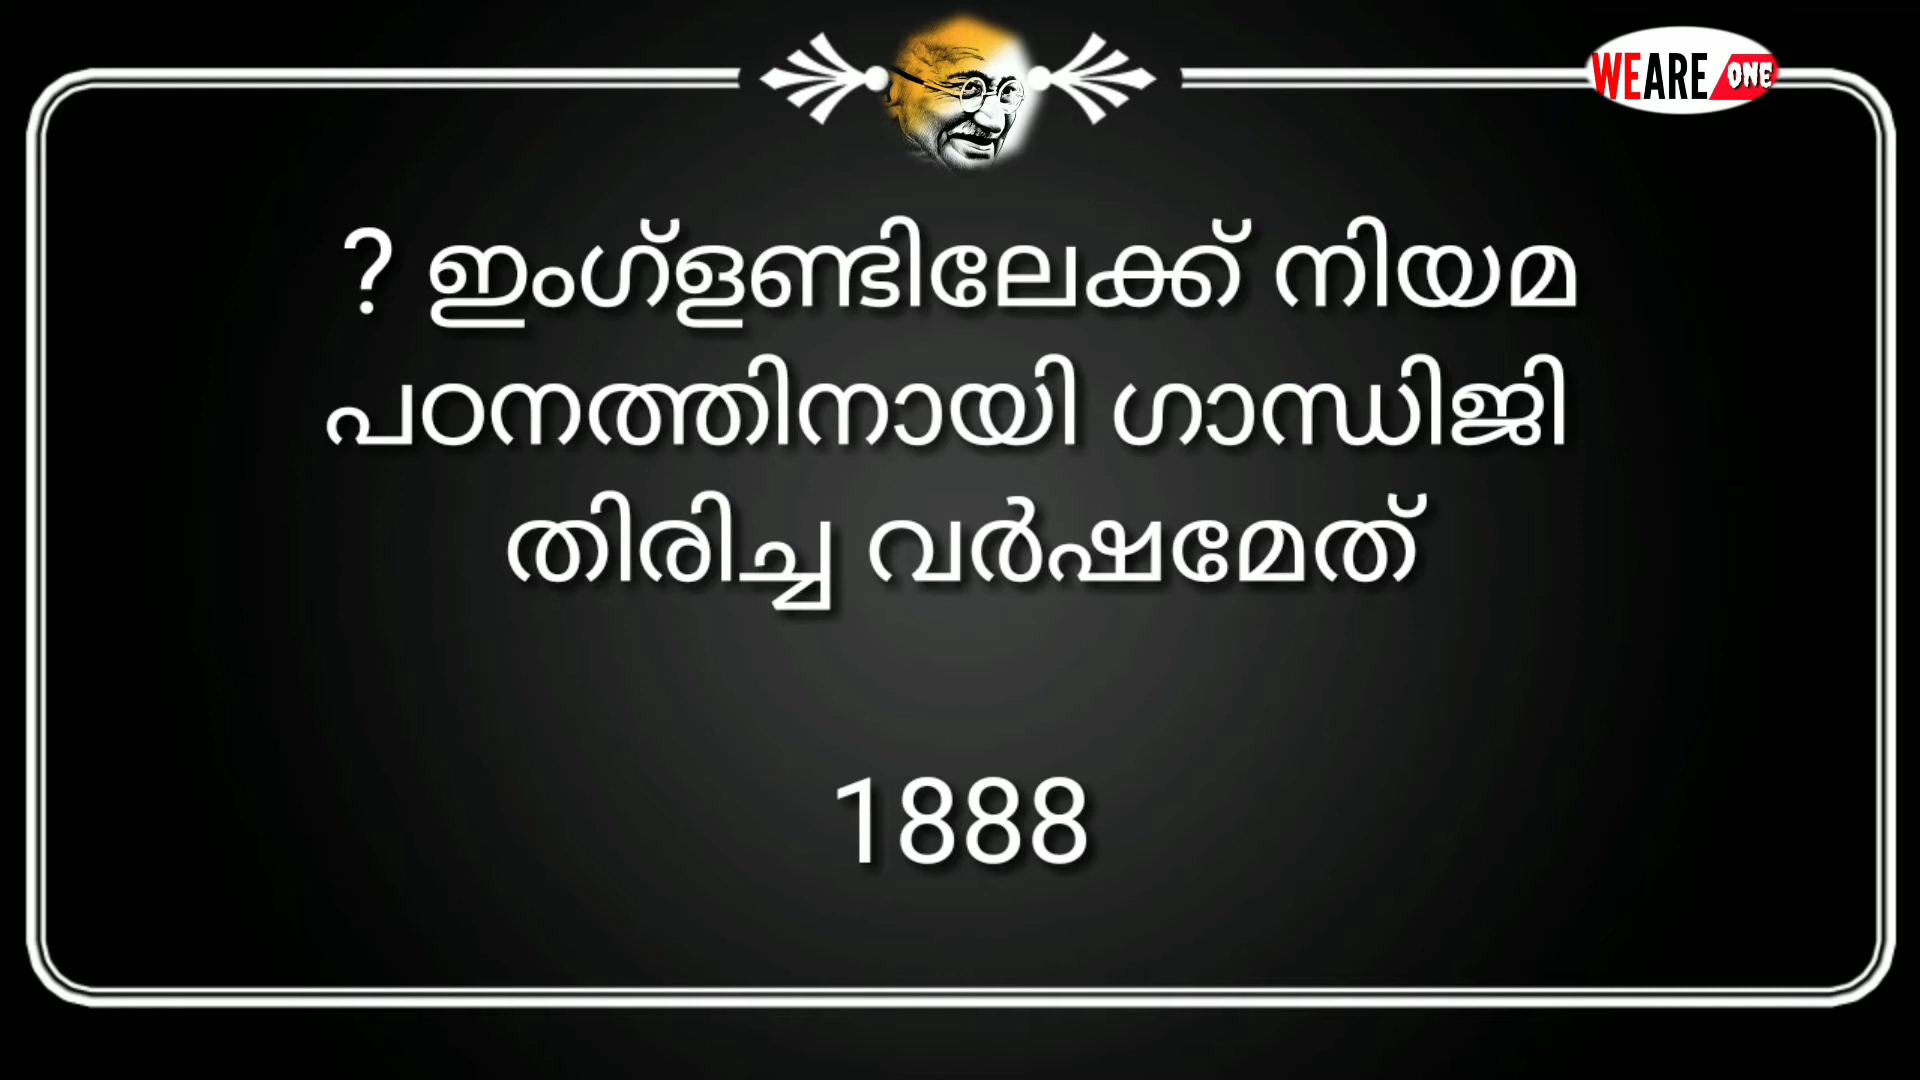 WEARE ONE
? ഇംഗ്ളണ്ടിലേക്ക് നിയമ
പഠനത്തിനായി ഗാന്ധിജി
തിരിച്ച വർഷമേത്
1888